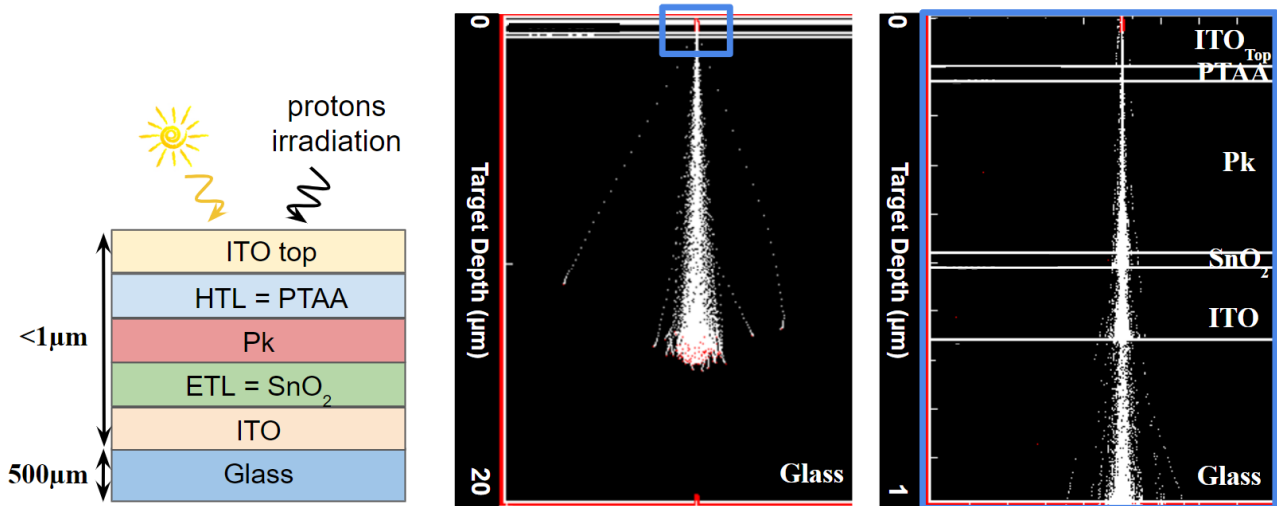 protons
irradiation
ITO top
HTL = PTAA
Pk
ETL = SnO₂
ITO
Glass
<1μm
500μm
0
Target Depth (μm)
20
Glass
0
Target Depth (μm)
1
ITO_Top
PTAA
Pk
SnO₂
ITO
Glass